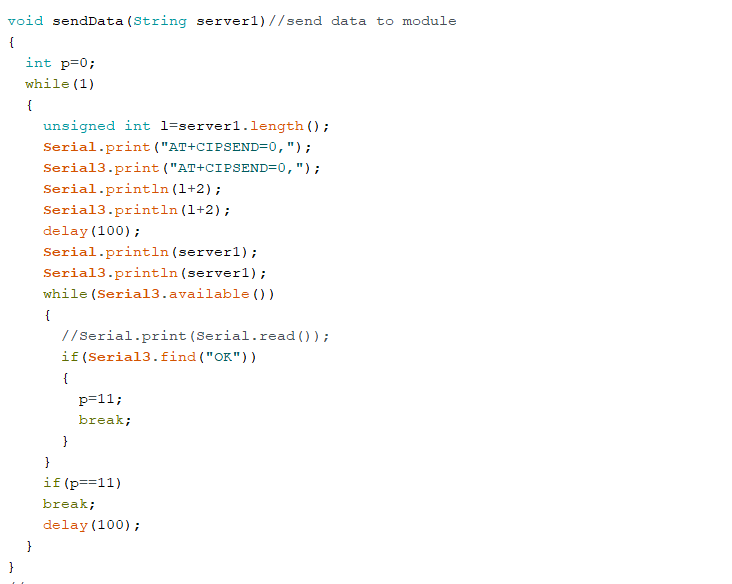 void sendData(String server1)//send data to module
{
  int p=0;
  while(1)
  {
    unsigned int l=server1.length();
    Serial.print("AT+CIPSEND=0,");
    Serial3.print("AT+CIPSEND=0,");
    Serial.println(l+2);
    Serial3.println(l+2);
    delay(100);
    Serial.println(server1);
    Serial3.println(server1);
    while(Serial3.available())
    {
      //Serial.print(Serial.read());
      if(Serial3.find("OK"))
      {
        p=11;
        break;
      }
    }
    if(p==11)
    break;
    delay(100);
  }
}